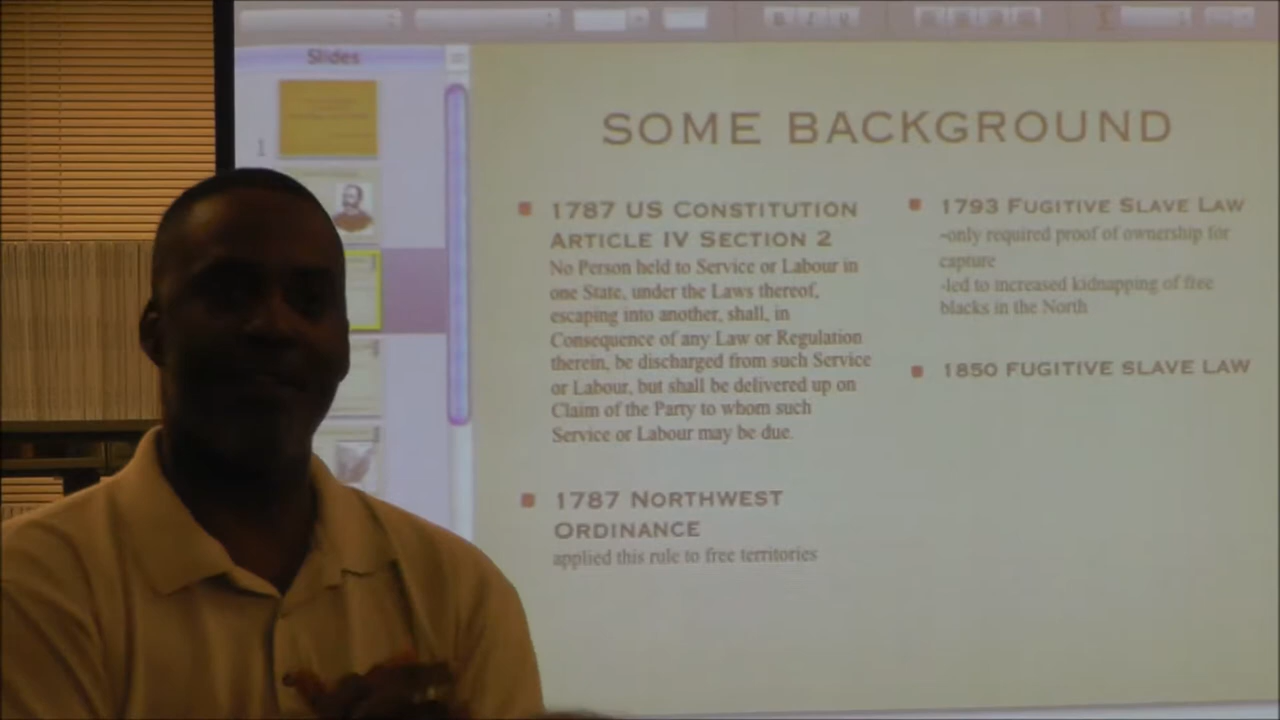 Slides
1
SOME BACKGROUND
1787 US CONSTITUTION
ARTICLE IV SECTION 2
No Person held to Service or Labour in
one State, under the Laws thereof,
escaping into another, shall, in
Consequence of any Law or Regulation
therein, be discharged from such Service
or Labour, but shall be delivered up on
Claim of the Party to whom such
Service or Labour may be due.
1787 NORTHWEST
ORDINANCE
applied this rule to free territories
1793 FUGITIVE SLAVE LAW
-only required proof of ownership for
capture
-led to increased kidnapping of free
blacks in the North
1850 FUGITIVE SLAVE LAW